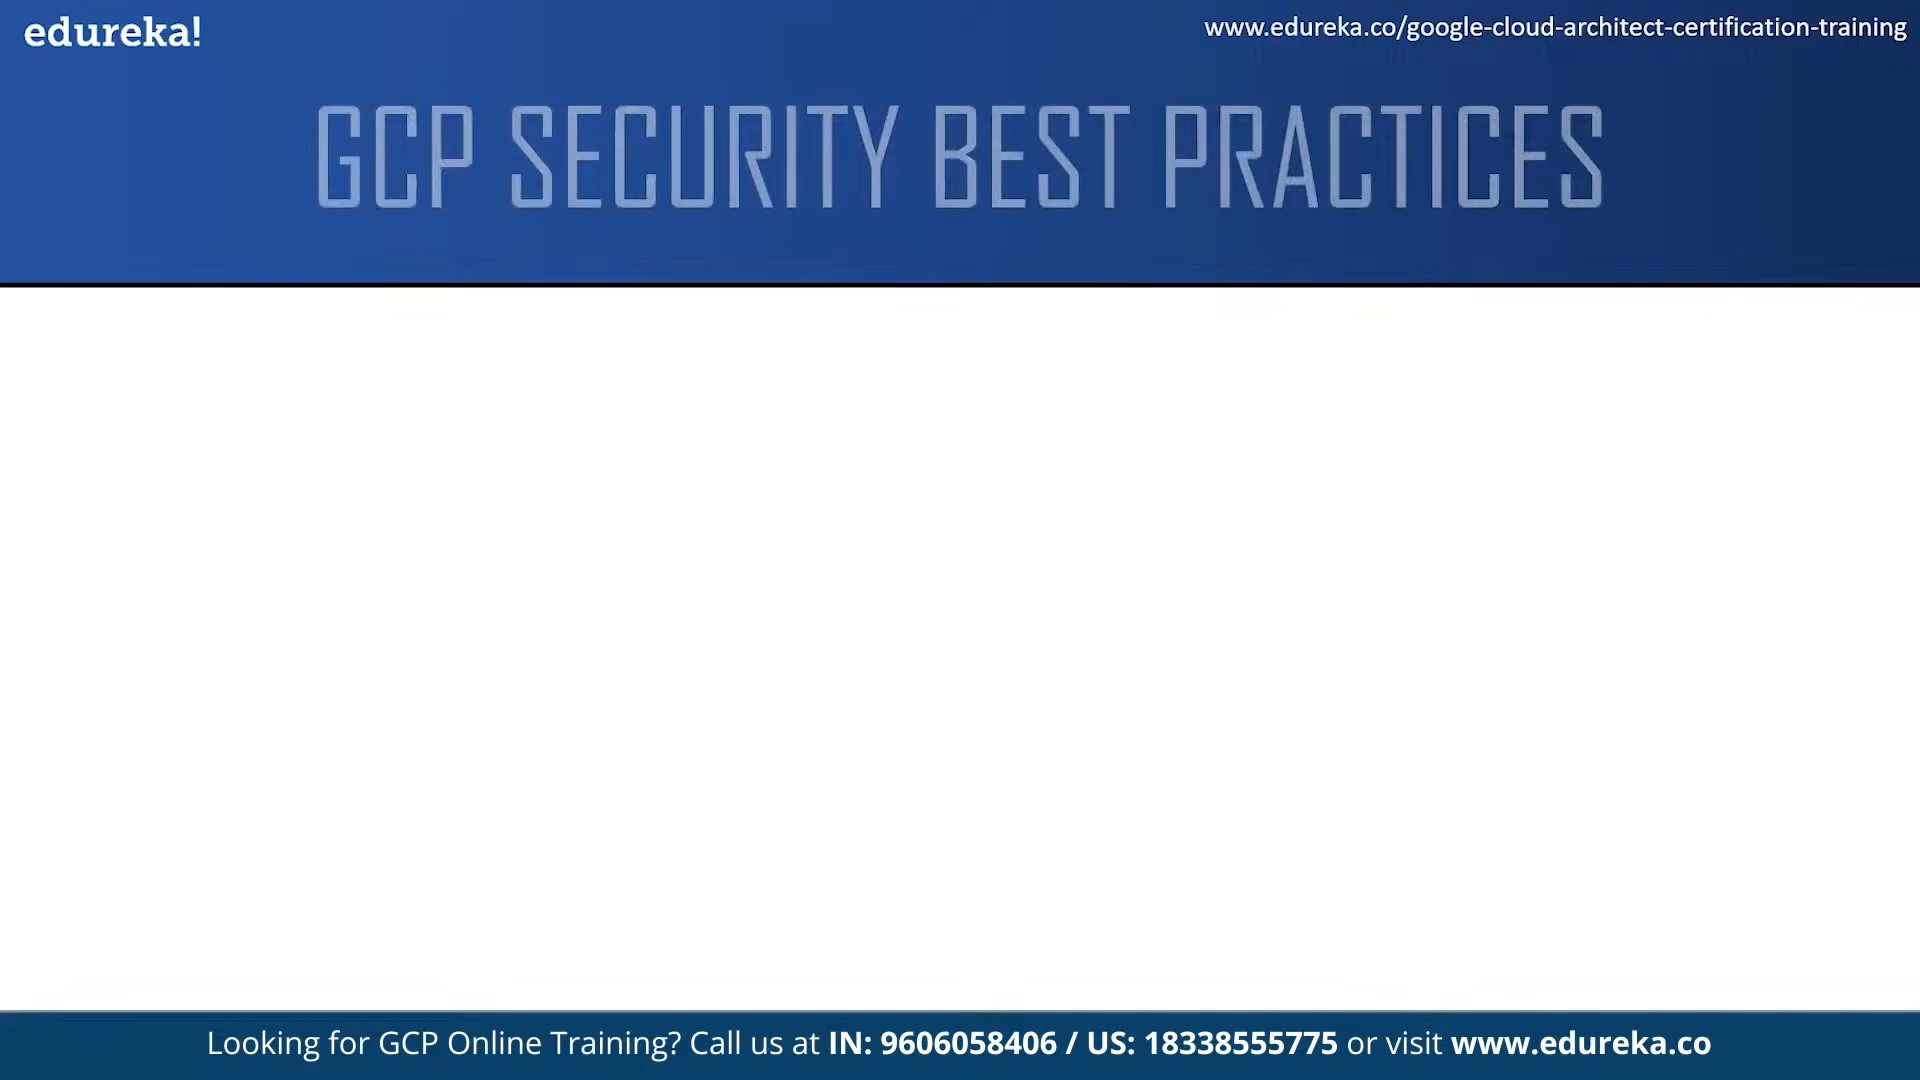 edureka!
www.edureka.co/google-cloud-architect-certification-training
GCP SECURITY BEST PRACTICES
Looking for GCP Online Training? Call us at IN: 9606058406 / US: 18338555775 or visit www.edureka.co